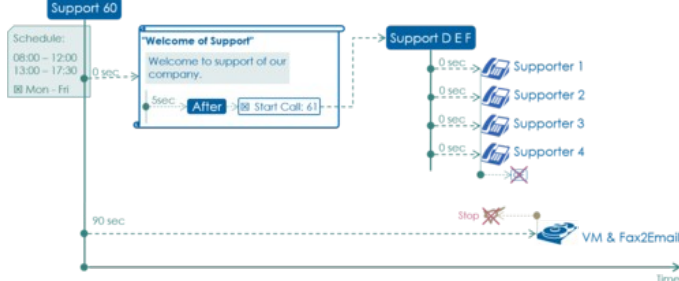 Support 60
Schedule:
08:00 – 12:00
13:00 – 17:30
☒ Mon - Fri
0 sec
"Welcome of Support"
Welcome to support of our
company.
5sec
After
☒ Start Call: 61
Support D E F
0 sec
Supporter 1
0 sec
Supporter 2
0 sec
Supporter 3
0 sec
Supporter 4
90 sec
Stop
VM & Fax2Email
Time